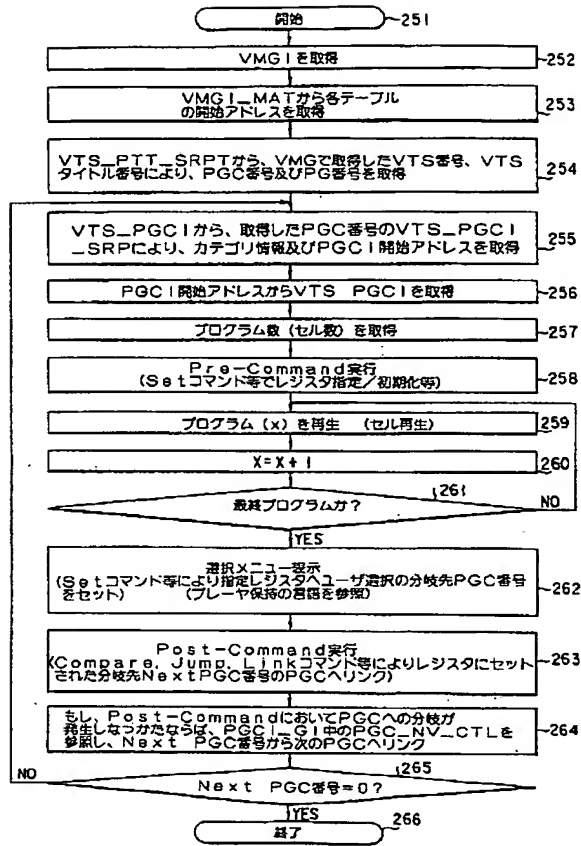 開始
251
VMGIを取得
252
VMGI_MATから各テーブル
の開始アドレスを取得
253
VTS_PTT_SRPTから、VMGで取得したVTS番号、VTS
タイトル番号により、PGC番号及びPG番号を取得
254
VTS_PGCIから、取得したPGC番号のVTS_PGCI
_SRPにより、カテゴリ情報及びPGCI開始アドレスを取得
255
PGCI開始アドレスからVTS PGCIを取得
256
プログラム数(セル数)を取得
257
Pre-Command実行
(Setコマンド等でレジスタ指定/初期化等)
258
プログラム(x)を再生 (セル再生)
259
X=X+1
260
最終プログラムか?
261
NO
YES
選択メニュー表示
(Setコマンド等により指定レジスタへユーザ選択の分岐先PGC番号
をセット) (プレーヤ保持の言語を参照)
262
Post-Command実行
(Compare、Jump、Linkコマンド等によりレジスタにセット
された分岐先NextPGC番号のPGCへリンク)
263
もし、Post-CommandにおいてPGCへの分岐が
発生しなっかたならば、PGCI_GI中のPGC_NV_CTLを
参照し、Next PGC番号から次のPGCへリンク
264
NO
265
Next PGC番号=0?
YES
終了
266